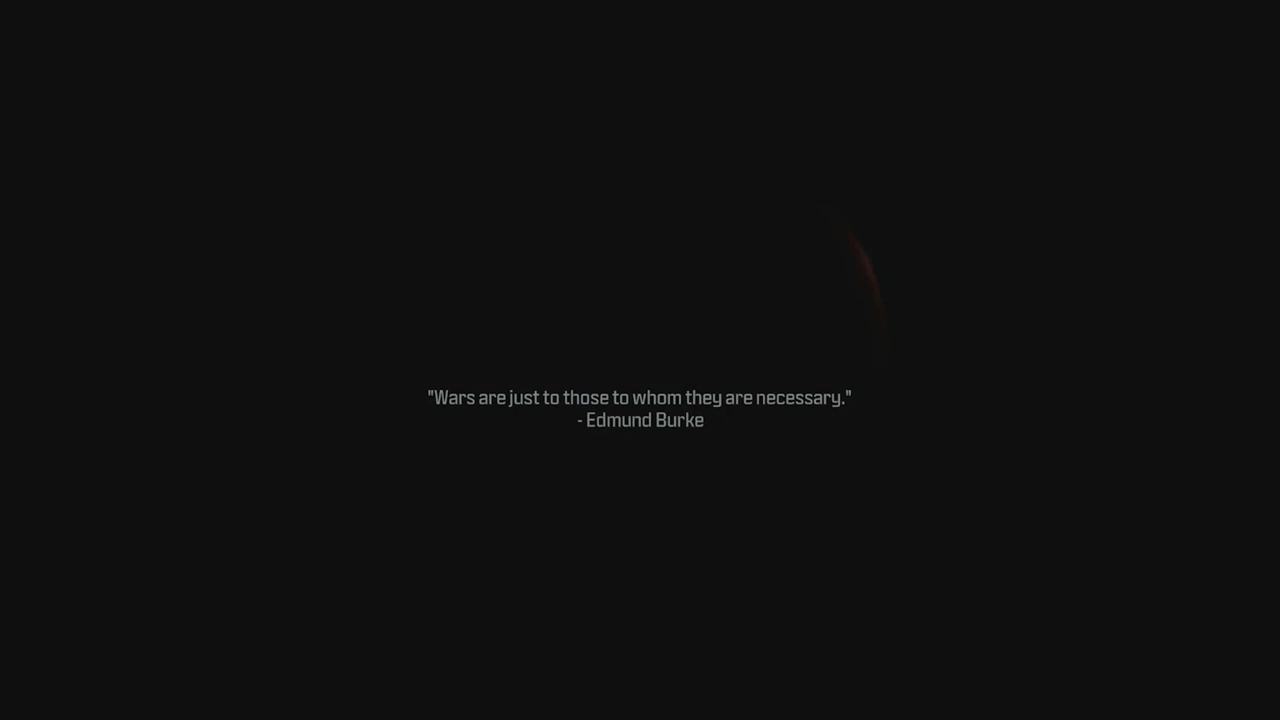 "Wars are just to those to whom they are necessary."
- Edmund Burke